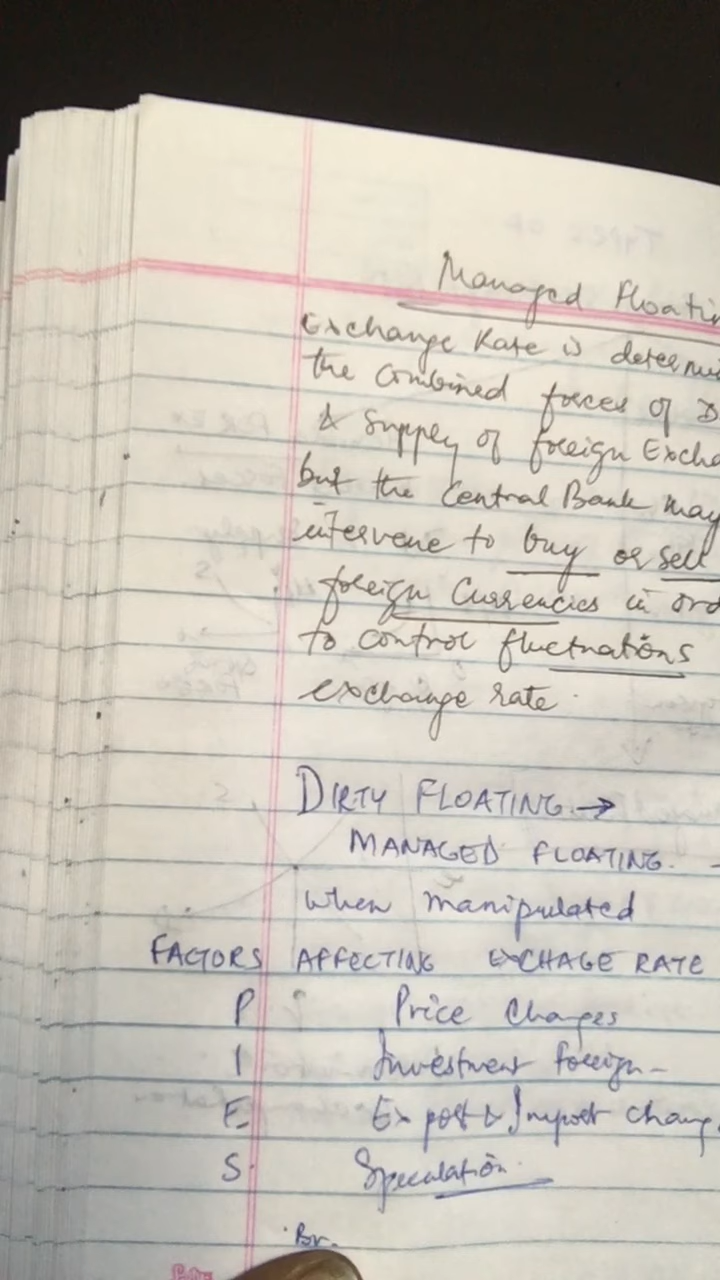 Managed Floatin
Exchange Rate is determi
the combined forces of D
& Supply of foreign Excha
but the Central Bank may
intervene to buy or sell
foreign Currencies in ord
to control fluctuations
exchange rate.
DIRTY FLOATING →
MANAGED FLOATING. -
when manipulated
FACTORS AFFECTING EXCHAGE RATE
P Price Changes
I Investment foreign -
E Export & Import chang
S Speculation
Br.